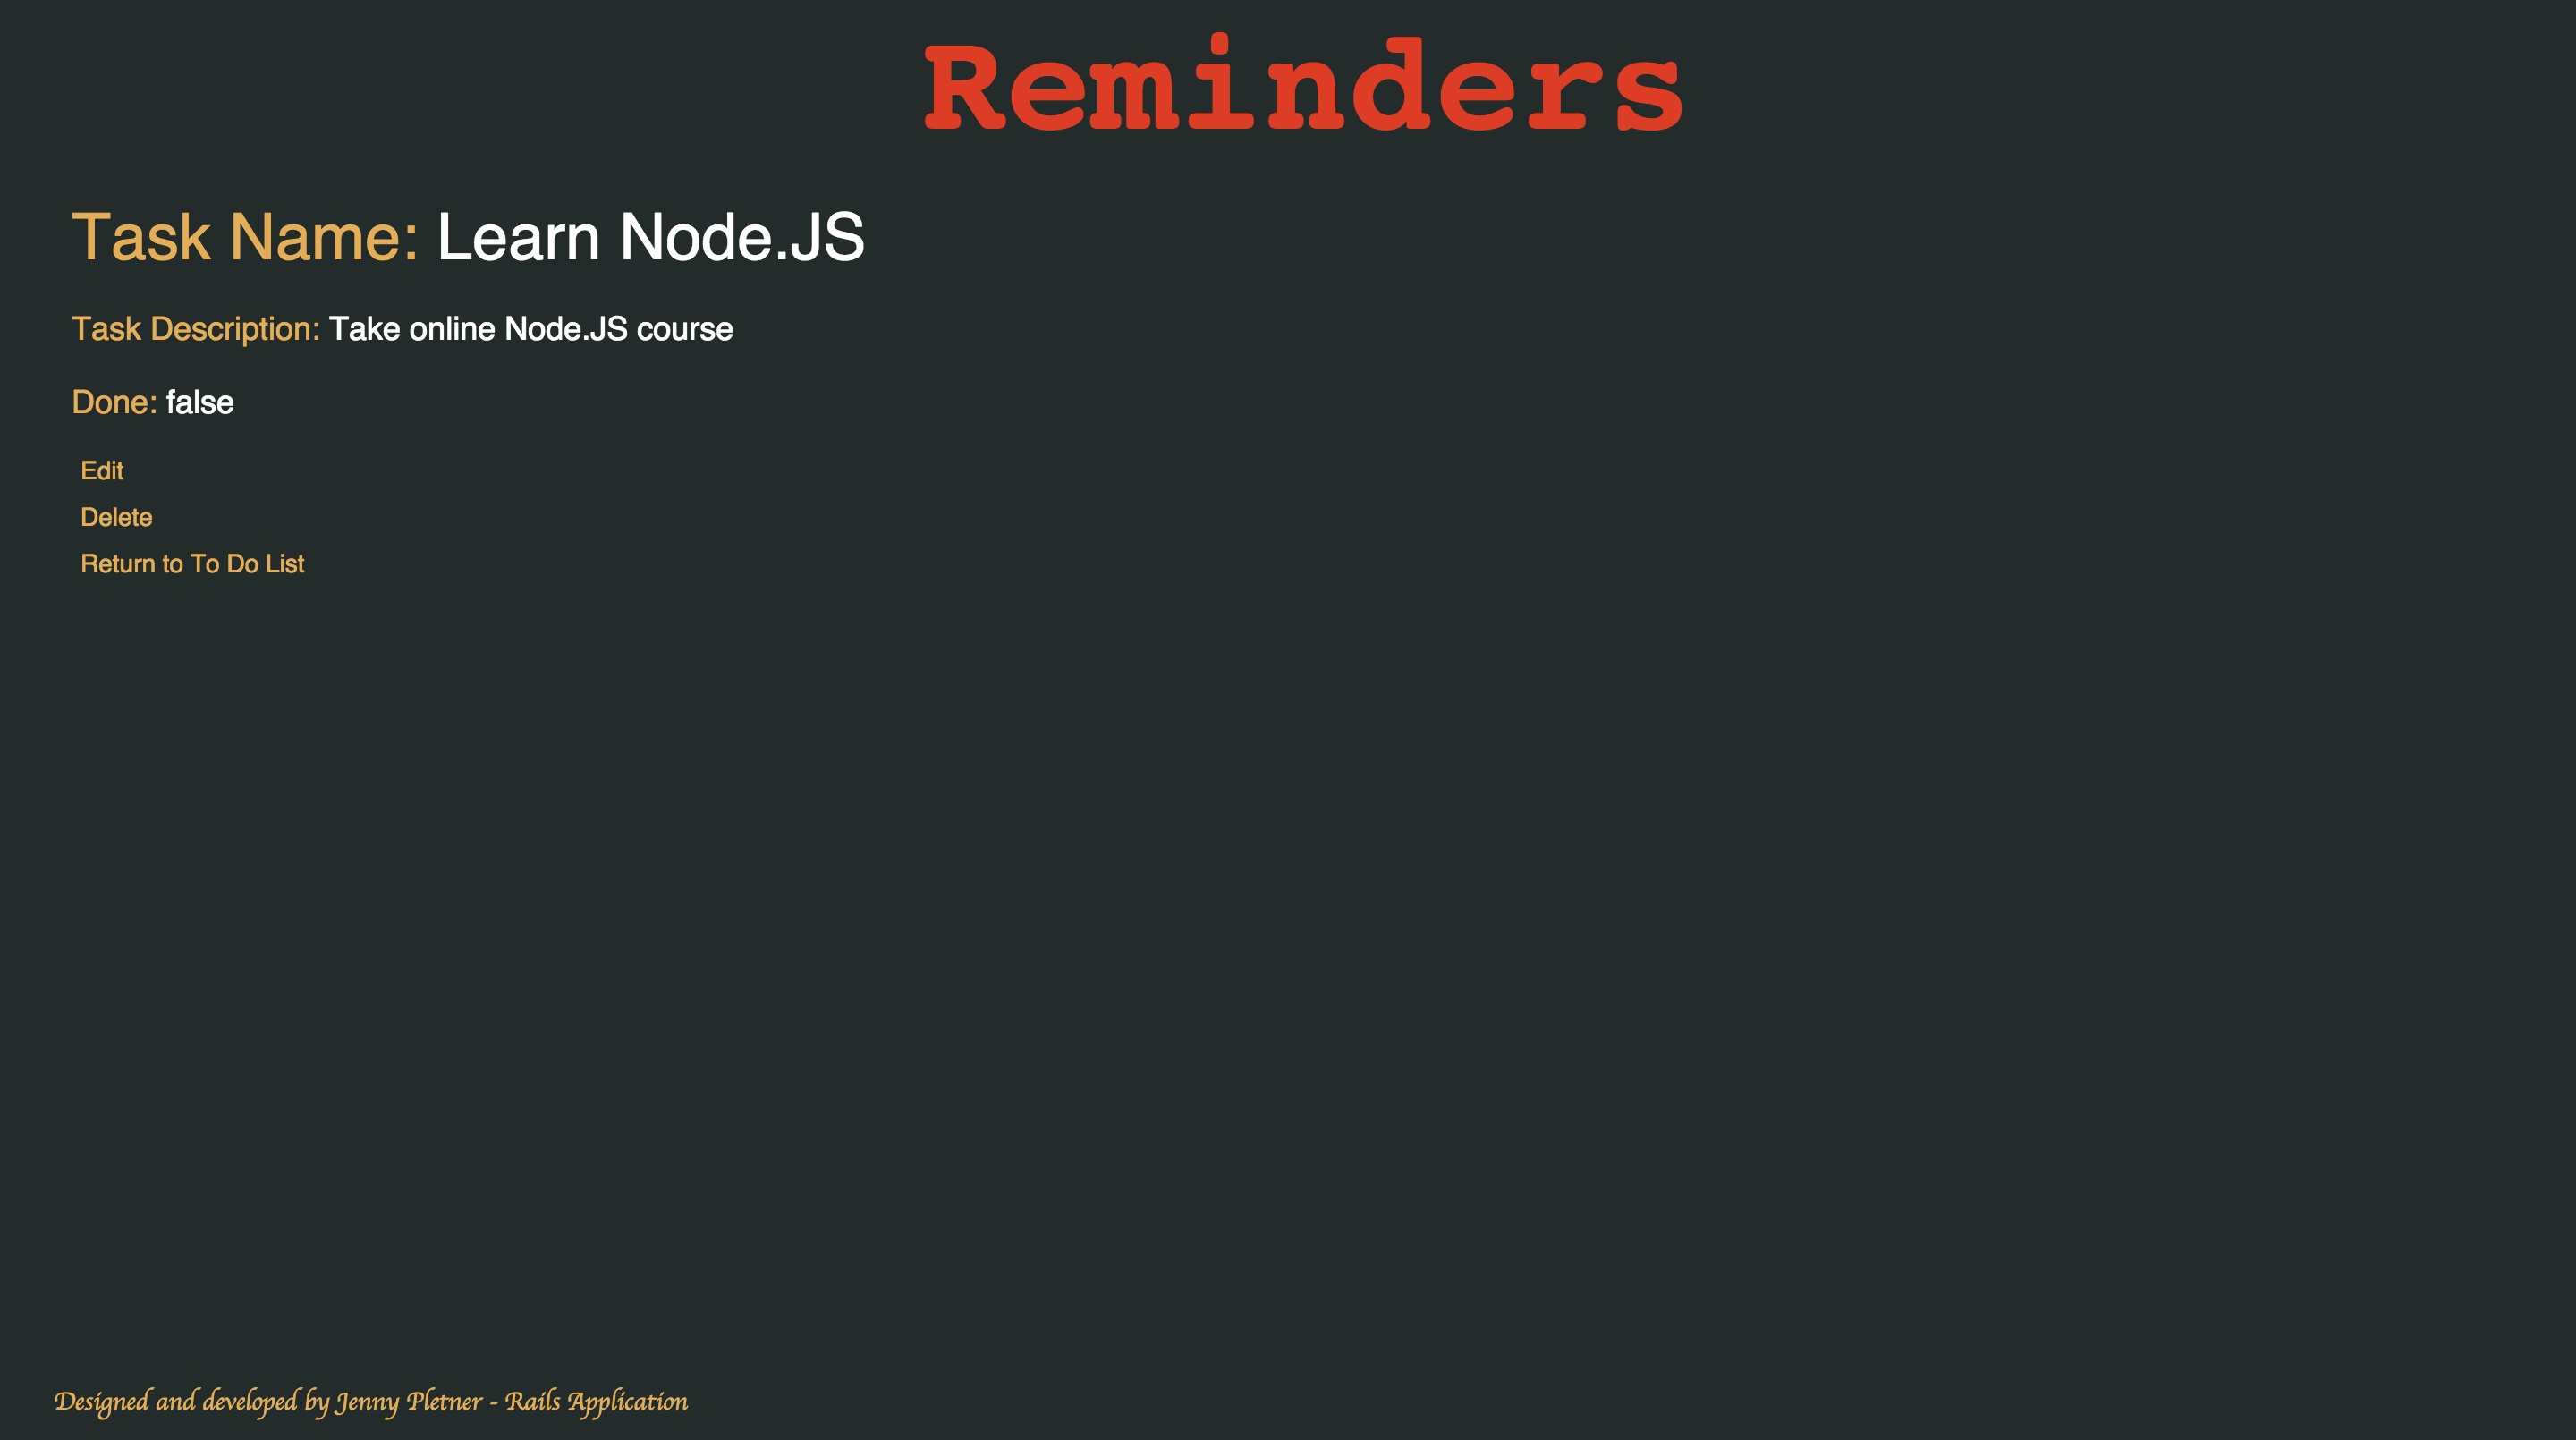 Reminders
Task Name: Learn Node.JS
Task Description: Take online Node.JS course
Done: false
Edit
Delete
Return to To Do List
Designed and developed by Jenny Pletner - Rails Application